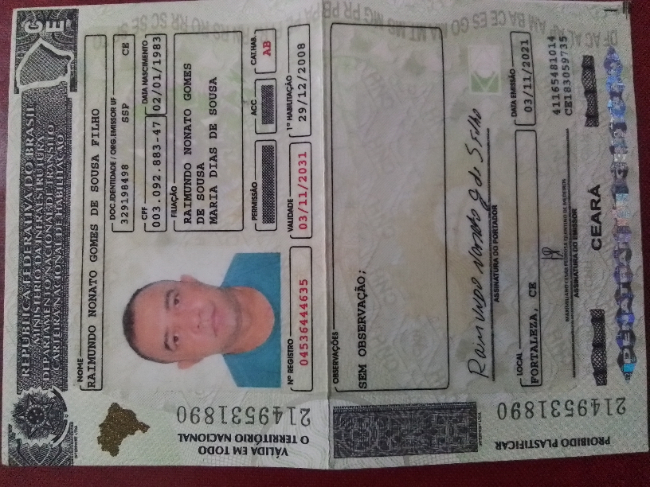 REPÚBLICA FEDERATIVA DO BRASIL
MINISTÉRIO DA INFRAESTRUTURA
DEPARTAMENTO NACIONAL DE TRÂNSITO
CARTEIRA NACIONAL DE HABILITAÇÃO
CE
NOME
RAIMUNDO NONATO GOMES DE SOUSA FILHO
DOC. IDENTIDADE / ORG. EMISSOR UF
329198498 SSP CE
CPF DATA NASCIMENTO
003.092.883-47 02/01/1983
FILIAÇÃO
RAIMUNDO NONATO GOMES
DE SOUSA
MARIA DIAS DE SOUSA
PERMISSÃO ACC CAT.HAB.
AB
Nº REGISTRO VALIDADE 1ª HABILITAÇÃO
04536444635 03/11/2031 29/12/2008
VÁLIDA EM TODO
O TERRITÓRIO NACIONAL
2149531890
OBSERVAÇÕES
SEM OBSERVAÇÃO;
Raimundo Nonato G de S Filho
ASSINATURA DO PORTADOR
LOCAL DATA EMISSÃO
FORTALEZA, CE 03/11/2021
41165481014
CE183059735
ASSINATURA DO EMISSOR
CEARÁ
DENATRAN
PROIBIDO PLASTIFICAR
2149531890